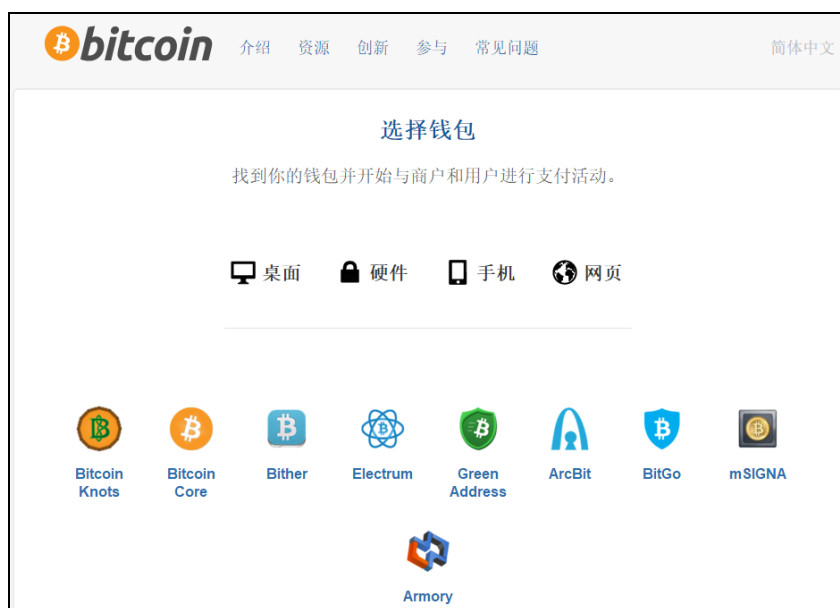 bitcoin 介绍 资源 创新 参与 常见问题 简体中文
选择钱包
找到你的钱包并开始与商户和用户进行支付活动。
桌面 硬件 手机 网页
Bitcoin Knots Bitcoin Core Bither Electrum Green Address ArcBit BitGo mSIGNA
Armory